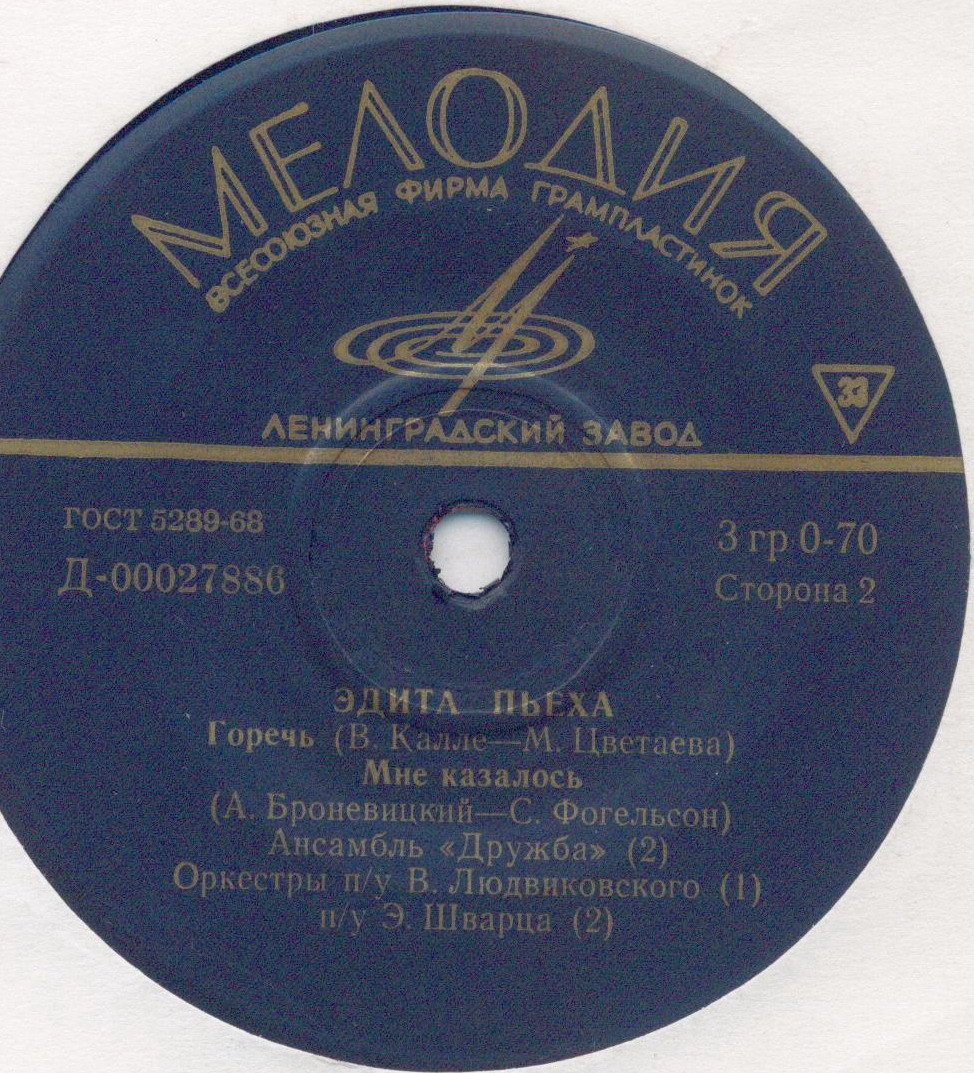 МЕЛОДИЯ
ВСЕСОЮЗНАЯ ФИРМА ГРАМПЛАСТИНОК
ЛЕНИНГРАДСКИЙ ЗАВОД
33
ГОСТ 5289-68
Д-00027886
3 гр 0-70
Сторона 2
ЭДИТА ПЬЕХА
Горечь (В. Калле—М. Цветаева)
Мне казалось
(А. Броневицкий—С. Фогельсон)
Ансамбль «Дружба» (2)
Оркестры п/у В. Людвиковского (1)
п/у Э. Шварца (2)